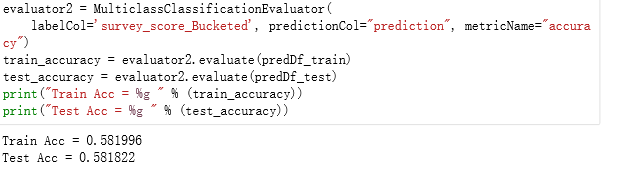 evaluator2 = MulticlassClassificationEvaluator(
labelCol='survey_score_Bucketed', predictionCol="prediction", metricName="accura
cy")
train_accuracy = evaluator2.evaluate(predDf_train)
test_accuracy = evaluator2.evaluate(predDf_test)
print("Train Acc = %g " % (train_accuracy))
print("Test Acc = %g " % (test_accuracy))
Train Acc = 0.581996
Test Acc = 0.581822